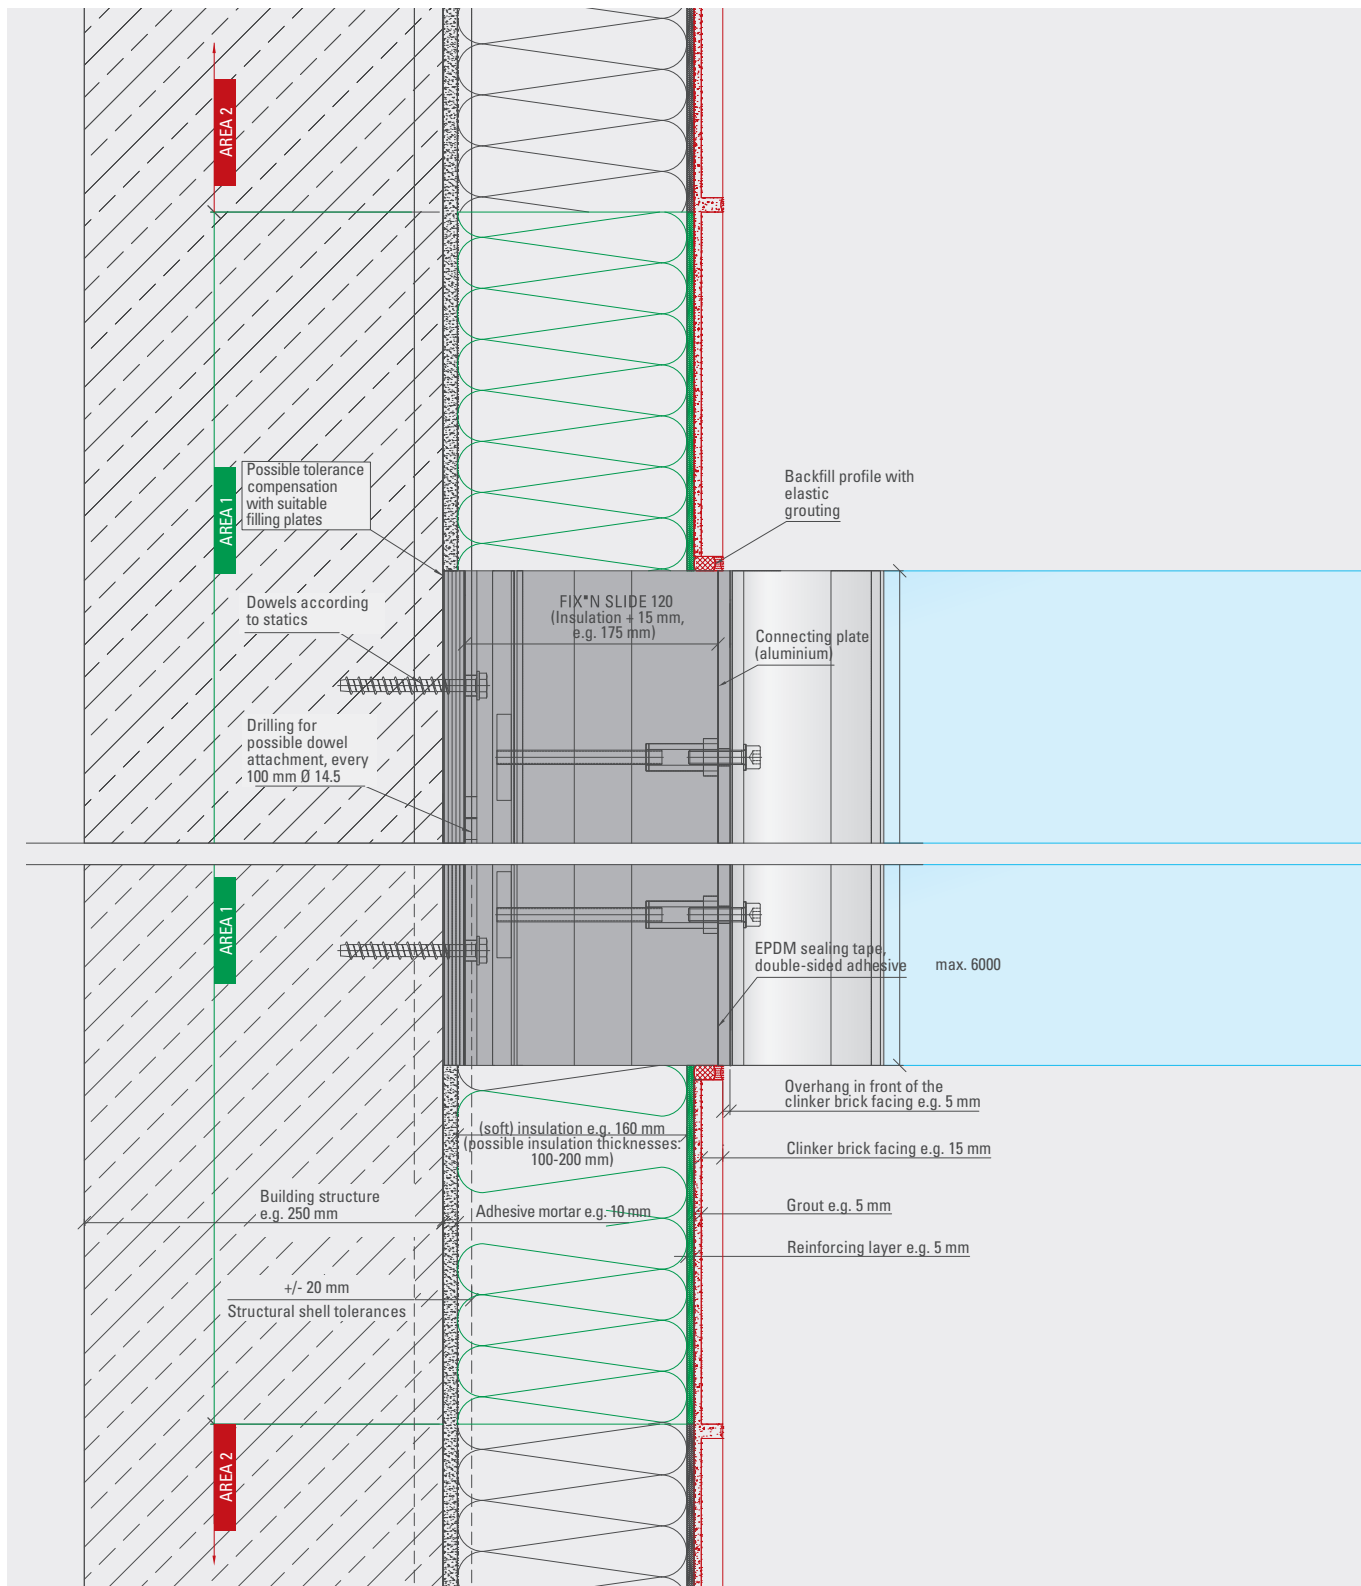 AREA 2
AREA 1
Possible tolerance
compensation
with suitable
filling plates
Backfill profile with
elastic
grouting
Dowels according
to statics
FIX"N SLIDE 120
(Insulation + 15 mm,
e.g. 175 mm)
Connecting plate
(aluminium)
Drilling for
possible dowel
attachment, every
100 mm Ø 14.5
AREA 1
EPDM sealing tape,
double-sided adhesive
max. 6000
Overhang in front of the
clinker brick facing e.g. 5 mm
(soft) insulation e.g. 160 mm
(possible insulation thicknesses:
100-200 mm)
Clinker brick facing e.g. 15 mm
Building structure
e.g. 250 mm
Adhesive mortar e.g. 10 mm
Grout e.g. 5 mm
Reinforcing layer e.g. 5 mm
+/- 20 mm
Structural shell tolerances
AREA 2